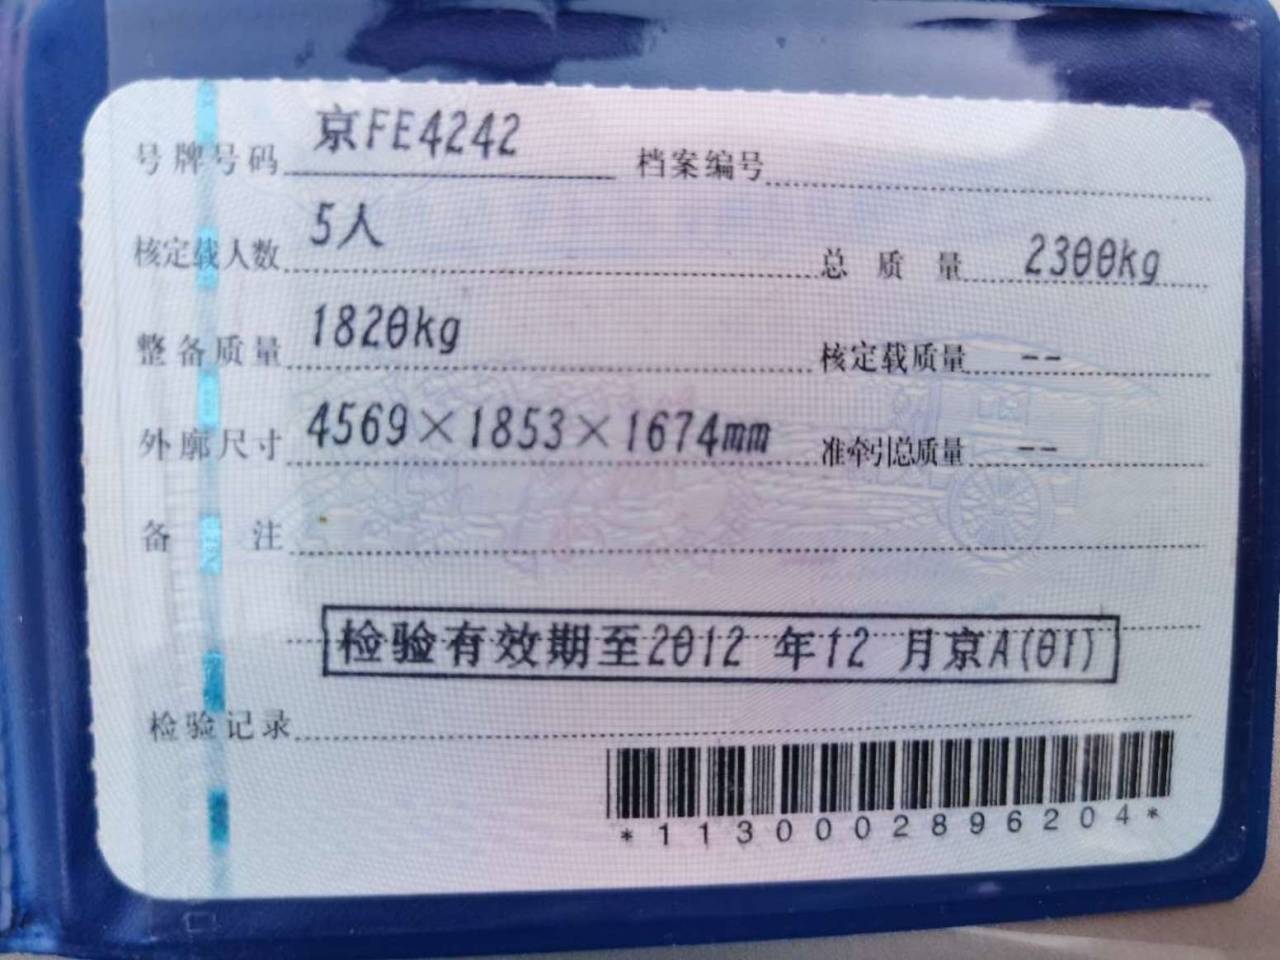 号牌号码 京FE4242 档案编号
核定载人数 5人 总质量 2300kg
整备质量 1820kg 核定载质量 --
外廓尺寸 4569×1853×1674mm 准牵引总质量 --
备注
检验有效期至2012 年12 月京A(01)
检验记录
*1130002896204*